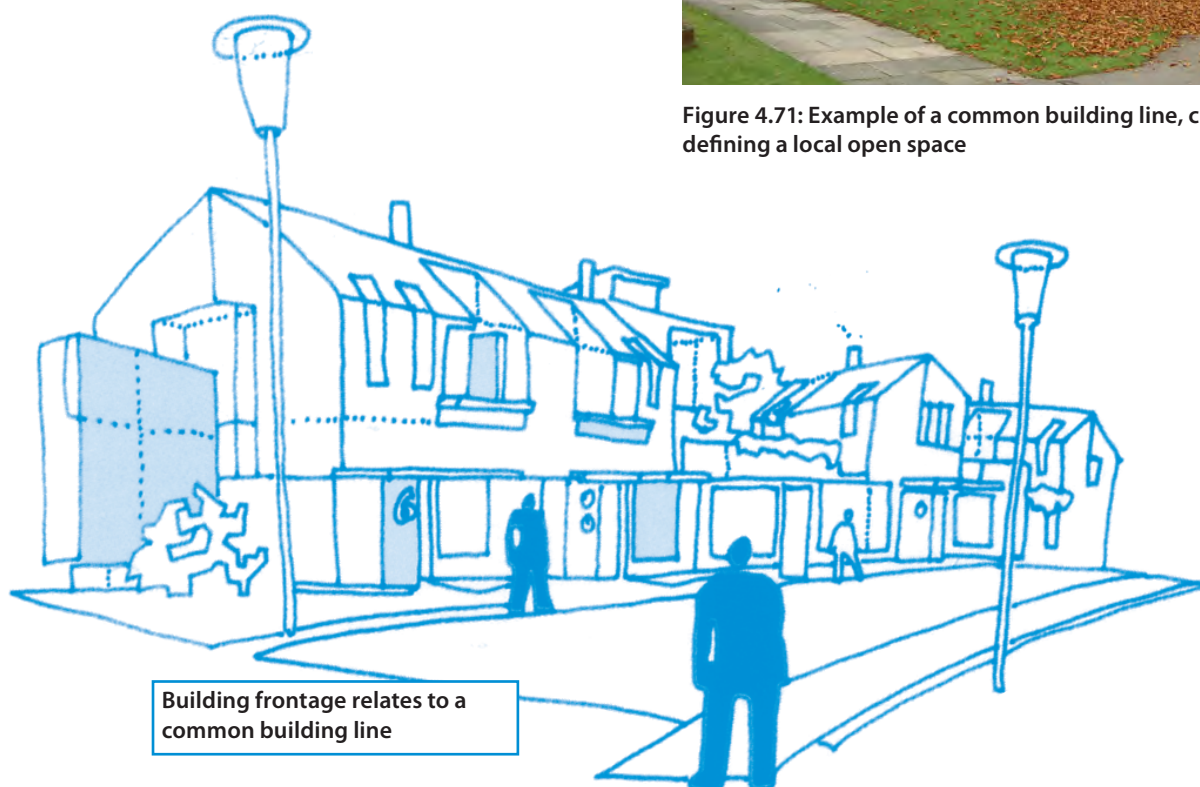 Figure 4.71: Example of a common building line,
defining a local open space
Building frontage relates to a
common building line